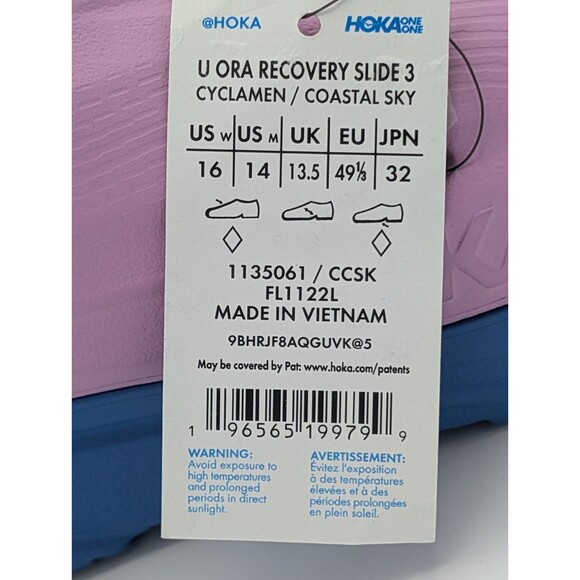 @HOKA
HOKA ONE ONE
U ORA RECOVERY SLIDE 3
CYCLAMEN / COASTAL SKY
US W US M UK EU JPN
16 14 13.5 49⅓ 32
1135061 / CCSK
FL1122L
MADE IN VIETNAM
9BHRJF8AQGUVK@5
May be covered by Pat: www.hoka.com/patents
1 96565 19979 9
WARNING:
Avoid exposure to
high temperatures
and prolonged
periods in direct
sunlight.
AVERTISSEMENT:
Évitez l'exposition
à des températures
élevées et à des
périodes prolongées
en plein soleil.